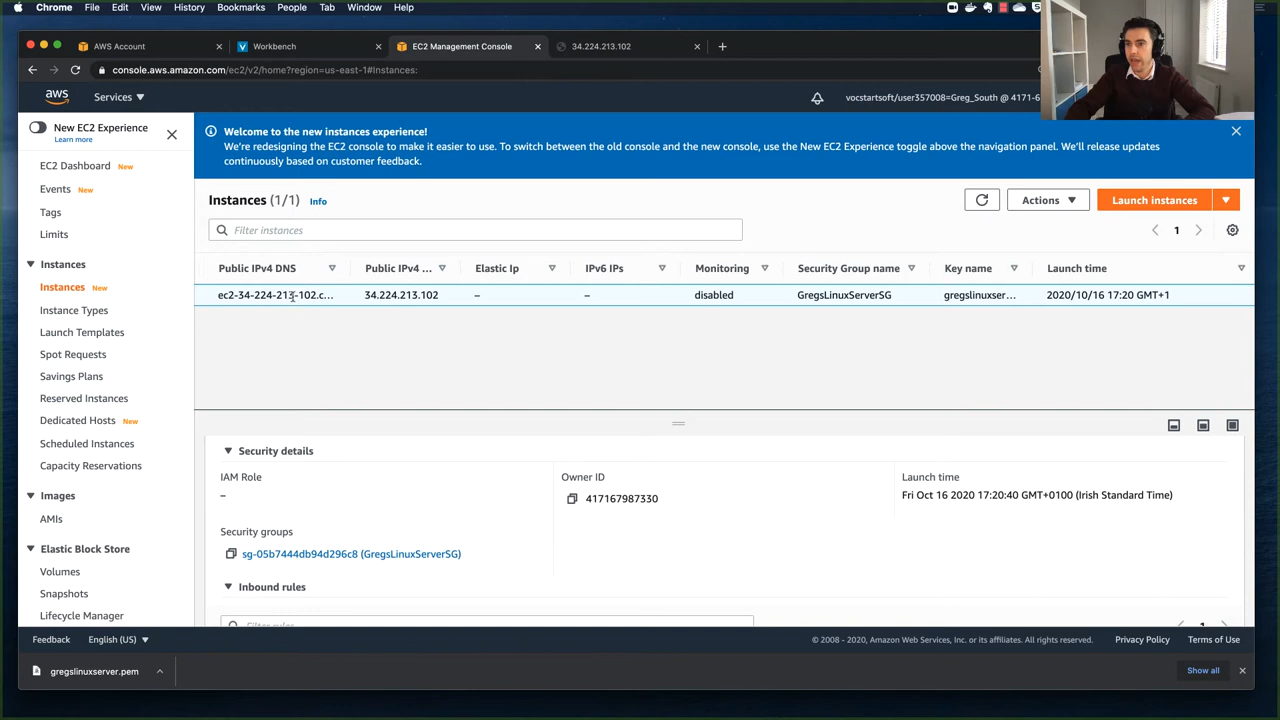 Chrome File Edit View History Bookmarks People Tab Window Help
AWS Account
Workbench
EC2 Management Console
34.224.213.102
console.aws.amazon.com/ec2/v2/home?region=us-east-1#Instances:
aws
Services
vocstartsoft/user357008=Greg_South @ 4171-6
New EC2 Experience
Learn more
Welcome to the new instances experience!
We're redesigning the EC2 console to make it easier to use. To switch between the old console and the new console, use the New EC2 Experience toggle above the navigation panel. We'll release updates
continuously based on customer feedback.
EC2 Dashboard New
Events New
Tags
Limits
Instances
Instances New
Instance Types
Launch Templates
Spot Requests
Savings Plans
Reserved Instances
Dedicated Hosts New
Scheduled Instances
Capacity Reservations
Images
AMIs
Elastic Block Store
Volumes
Snapshots
Lifecycle Manager
Instances (1/1) Info
Actions
Launch instances
Filter instances
1
Public IPv4 DNS Public IPv4 ... Elastic Ip IPv6 IPs Monitoring Security Group name Key name Launch time
ec2-34-224-213-102.c... 34.224.213.102 – – disabled GregsLinuxServerSG gregslinuxser... 2020/10/16 17:20 GMT+1
Security details
IAM Role
–
Owner ID
417167987330
Launch time
Fri Oct 16 2020 17:20:40 GMT+0100 (Irish Standard Time)
Security groups
sg-05b7444db94d296c8 (GregsLinuxServerSG)
Inbound rules
Filter rules
1
Feedback English (US)
© 2008 - 2020, Amazon Web Services, Inc. or its affiliates. All rights reserved. Privacy Policy Terms of Use
gregslinuxserver.pem
Show all